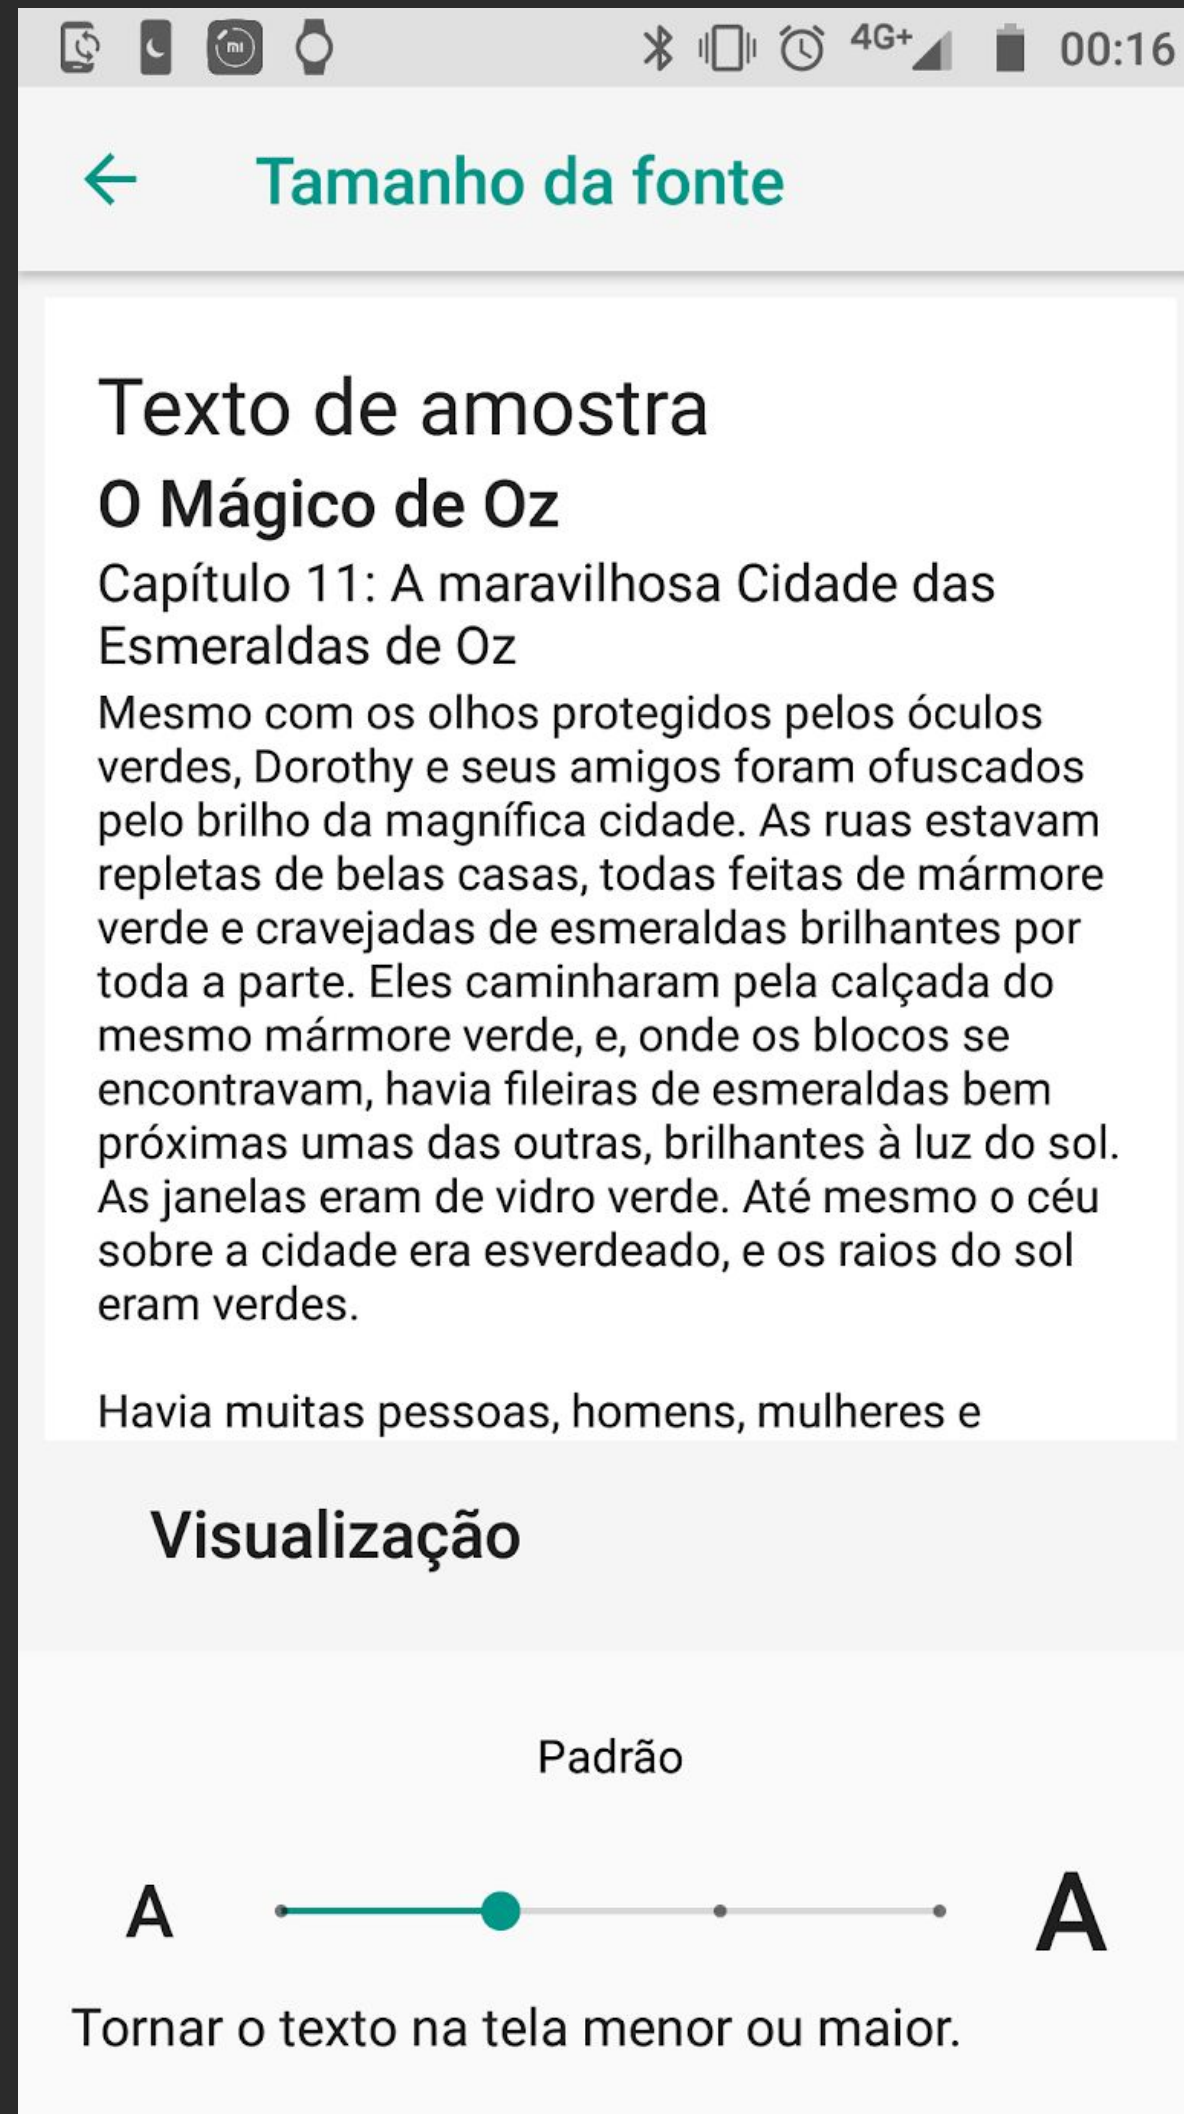 mi
4G+
00:16
Tamanho da fonte
Texto de amostra
O Mágico de Oz
Capítulo 11: A maravilhosa Cidade das
Esmeraldas de Oz
Mesmo com os olhos protegidos pelos óculos
verdes, Dorothy e seus amigos foram ofuscados
pelo brilho da magnífica cidade. As ruas estavam
repletas de belas casas, todas feitas de mármore
verde e cravejadas de esmeraldas brilhantes por
toda a parte. Eles caminharam pela calçada do
mesmo mármore verde, e, onde os blocos se
encontravam, havia fileiras de esmeraldas bem
próximas umas das outras, brilhantes à luz do sol.
As janelas eram de vidro verde. Até mesmo o céu
sobre a cidade era esverdeado, e os raios do sol
eram verdes.
Havia muitas pessoas, homens, mulheres e
Visualização
Padrão
A
A
Tornar o texto na tela menor ou maior.